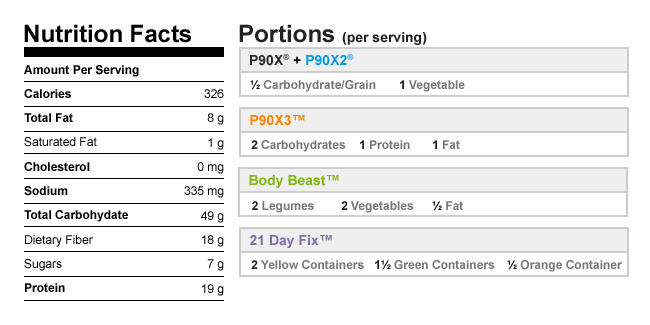 Nutrition Facts
Amount Per Serving
Calories 326
Total Fat 8 g
Saturated Fat 1 g
Cholesterol 0 mg
Sodium 335 mg
Total Carbohydate 49 g
Dietary Fiber 18 g
Sugars 7 g
Protein 19 g
Portions (per serving)
P90X® + P90X2®
½ Carbohydrate/Grain 1 Vegetable
P90X3™
2 Carbohydrates 1 Protein 1 Fat
Body Beast™
2 Legumes 2 Vegetables ½ Fat
21 Day Fix™
2 Yellow Containers 1½ Green Containers ½ Orange Container